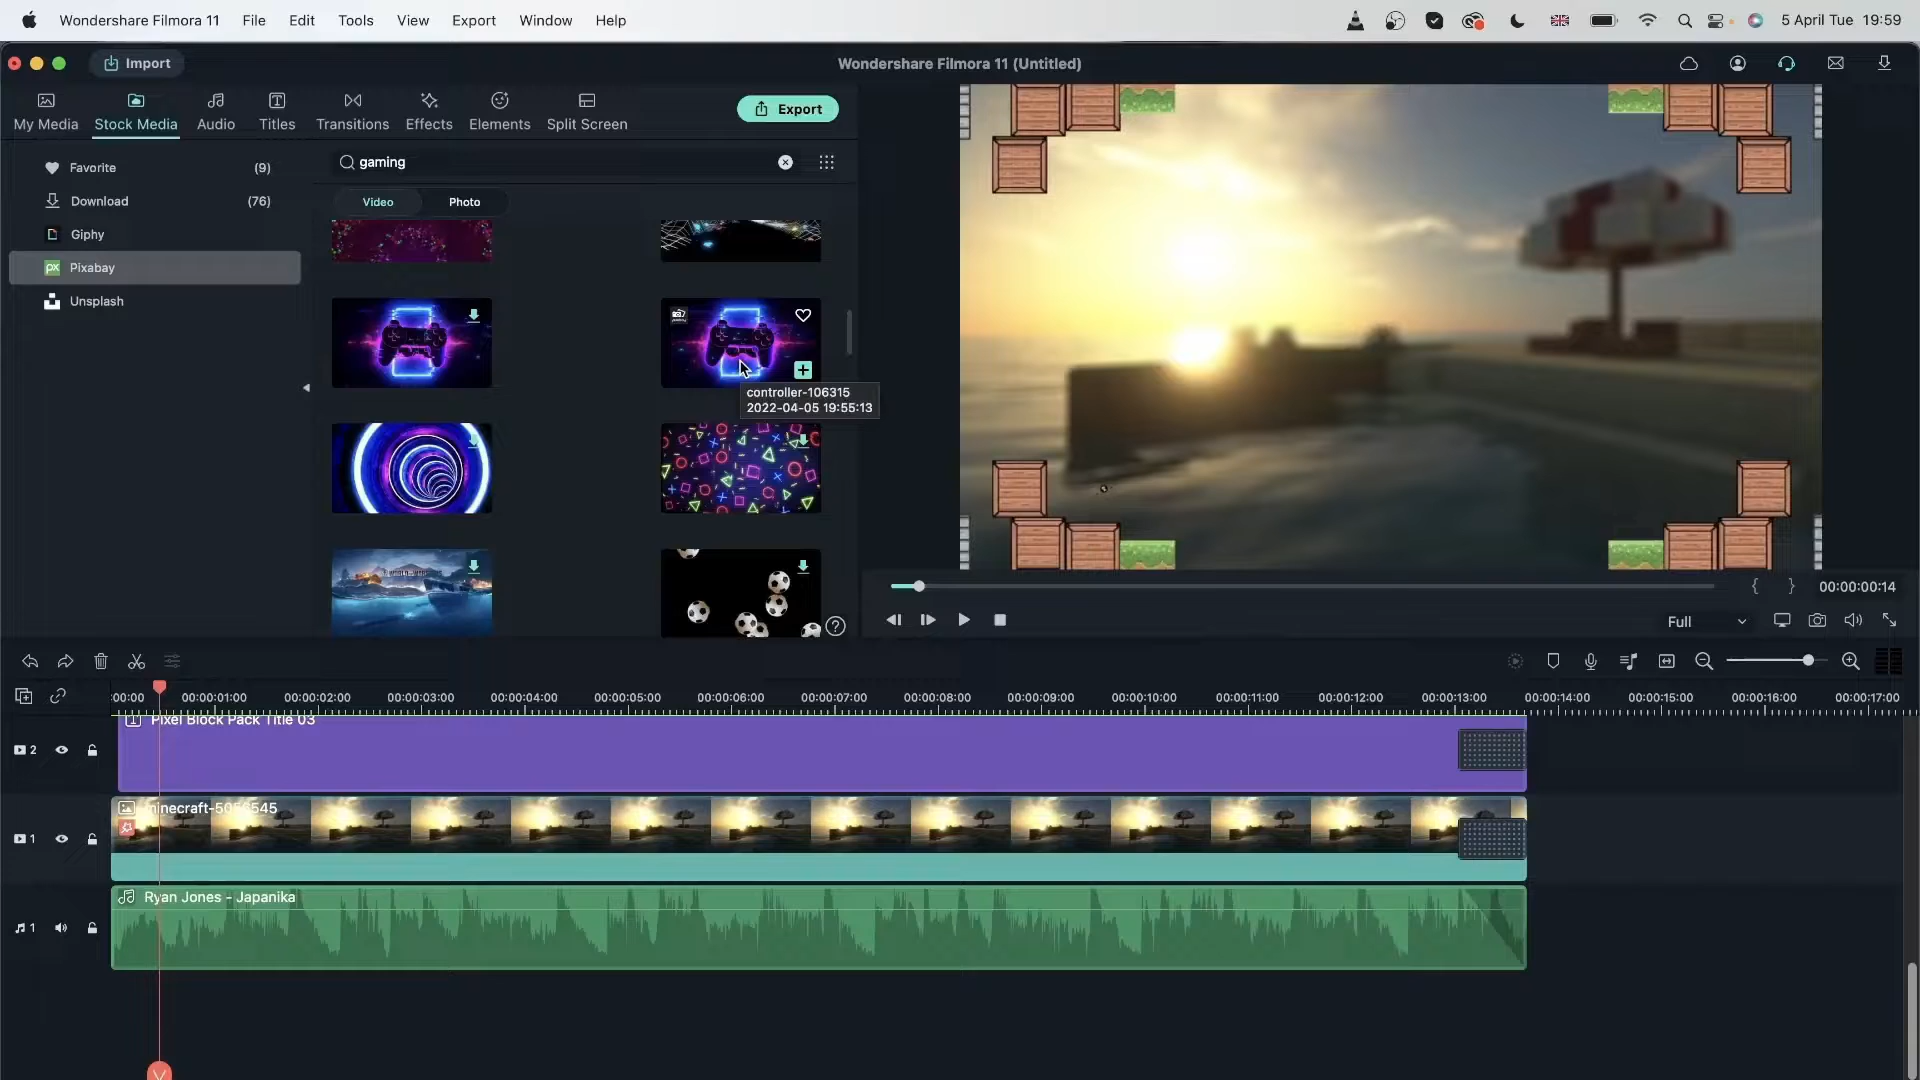 Wondershare Filmora 11 File Edit Tools View Export Window Help 5 April Tue 19:59
Import Wondershare Filmora 11 (Untitled)
My Media Stock Media Audio Titles Transitions Effects Elements Split Screen Export
Favorite (9)
Download (76)
Giphy
px Pixabay
Unsplash
gaming
Video Photo
controller-106315
2022-04-05 19:55:13
{ } 00:00:00:14
Full
:00:00 00:00:01:00 00:00:02:00 00:00:03:00 00:00:04:00 00:00:05:00 00:00:06:00 00:00:07:00 00:00:08:00 00:00:09:00 00:00:10:00 00:00:11:00 00:00:12:00 00:00:13:00 00:00:14:00 00:00:15:00 00:00:16:00 00:00:17:00
Pixel Block Pack Title 03
2
minecraft-5056545
1
Ryan Jones - Japanika
1